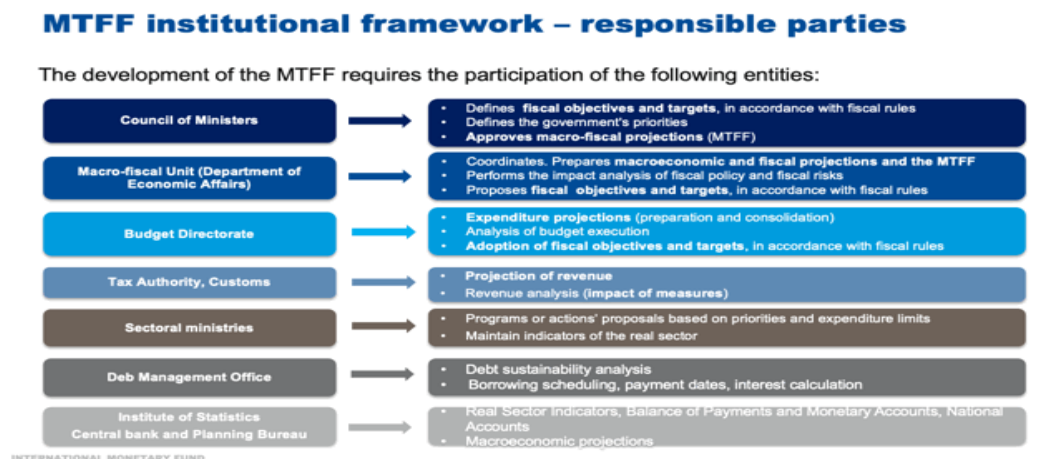 MTFF institutional framework – responsible parties
The development of the MTFF requires the participation of the following entities:
Council of Ministers
• Defines fiscal objectives and targets, in accordance with fiscal rules
• Defines the government's priorities
• Approves macro-fiscal projections (MTFF)
Macro-fiscal Unit (Department of
Economic Affairs)
• Coordinates. Prepares macroeconomic and fiscal projections and the MTFF
• Performs the impact analysis of fiscal policy and fiscal risks
• Proposes fiscal objectives and targets, in accordance with fiscal rules
Budget Directorate
• Expenditure projections (preparation and consolidation)
• Analysis of budget execution
• Adoption of fiscal objectives and targets, in accordance with fiscal rules
Tax Authority, Customs
• Projection of revenue
• Revenue analysis (impact of measures)
Sectoral ministries
• Programs or actions' proposals based on priorities and expenditure limits
• Maintain indicators of the real sector
Deb Management Office
• Debt sustainability analysis
• Borrowing scheduling, payment dates, interest calculation
Institute of Statistics
Central bank and Planning Bureau
• Real Sector Indicators, Balance of Payments and Monetary Accounts, National
Accounts
• Macroeconomic projections
INTERNATIONAL MONETARY FUND